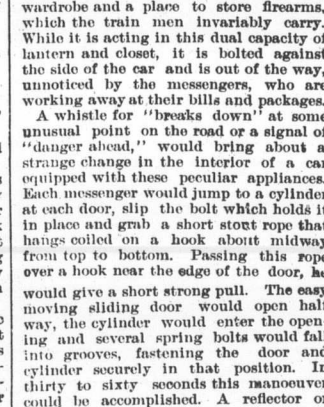 wardrobe and a place to store firearms,
which the train men invariably carry.
While it is acting in this dual capacity of
lantern and closet, it is bolted against
the side of the car and is out of the way,
unnoticed by the messengers, who are
working away at their bills and packages.
A whistle for "breaks down" at some
unusual point on the road or a signal of
"danger ahead," would bring about a
strange change in the interior of a car
equipped with these peculiar appliances.
Each messenger would jump to a cylinder
at each door, slip the bolt which holds it
in place and grab a short stout rope that
hangs coiled on a hook about midway
from top to bottom. Passing this rope
over a hook near the edge of the door, he
would give a short strong pull. The easy
moving sliding door would open half
way, the cylinder would enter the open-
ing and several spring bolts would fall
into grooves, fastening the door and
cylinder securely in that position. In
thirty to sixty seconds this manoeuver
could be accomplished. A reflector or